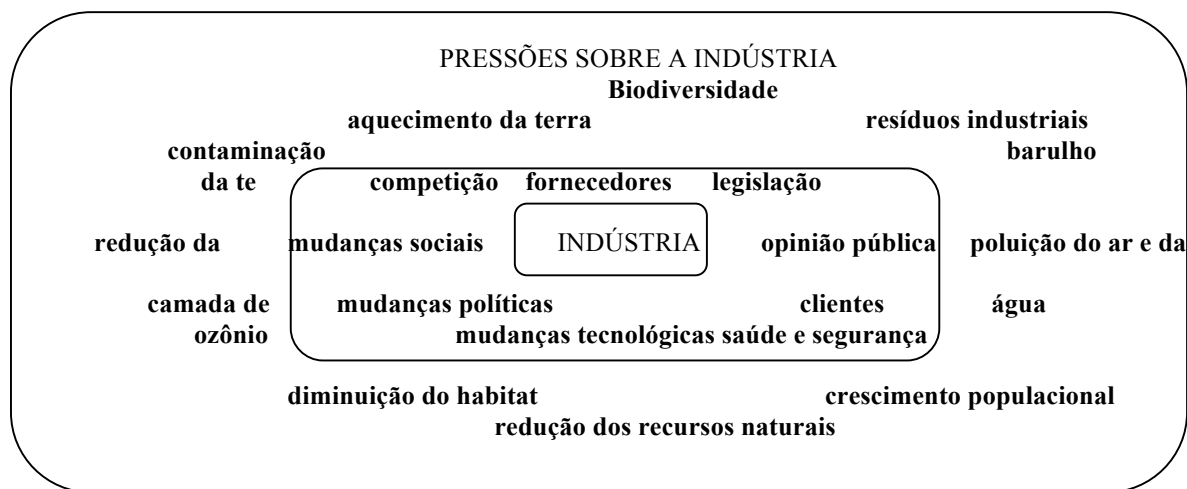 PRESSÕES SOBRE A INDÚSTRIA
Biodiversidade
aquecimento da terra resíduos industriais
contaminação barulho
da te competição fornecedores legislação
redução da mudanças sociais INDÚSTRIA opinião pública poluição do ar e da
camada de mudanças políticas clientes água
ozônio mudanças tecnológicas saúde e segurança
diminuição do habitat crescimento populacional
redução dos recursos naturais